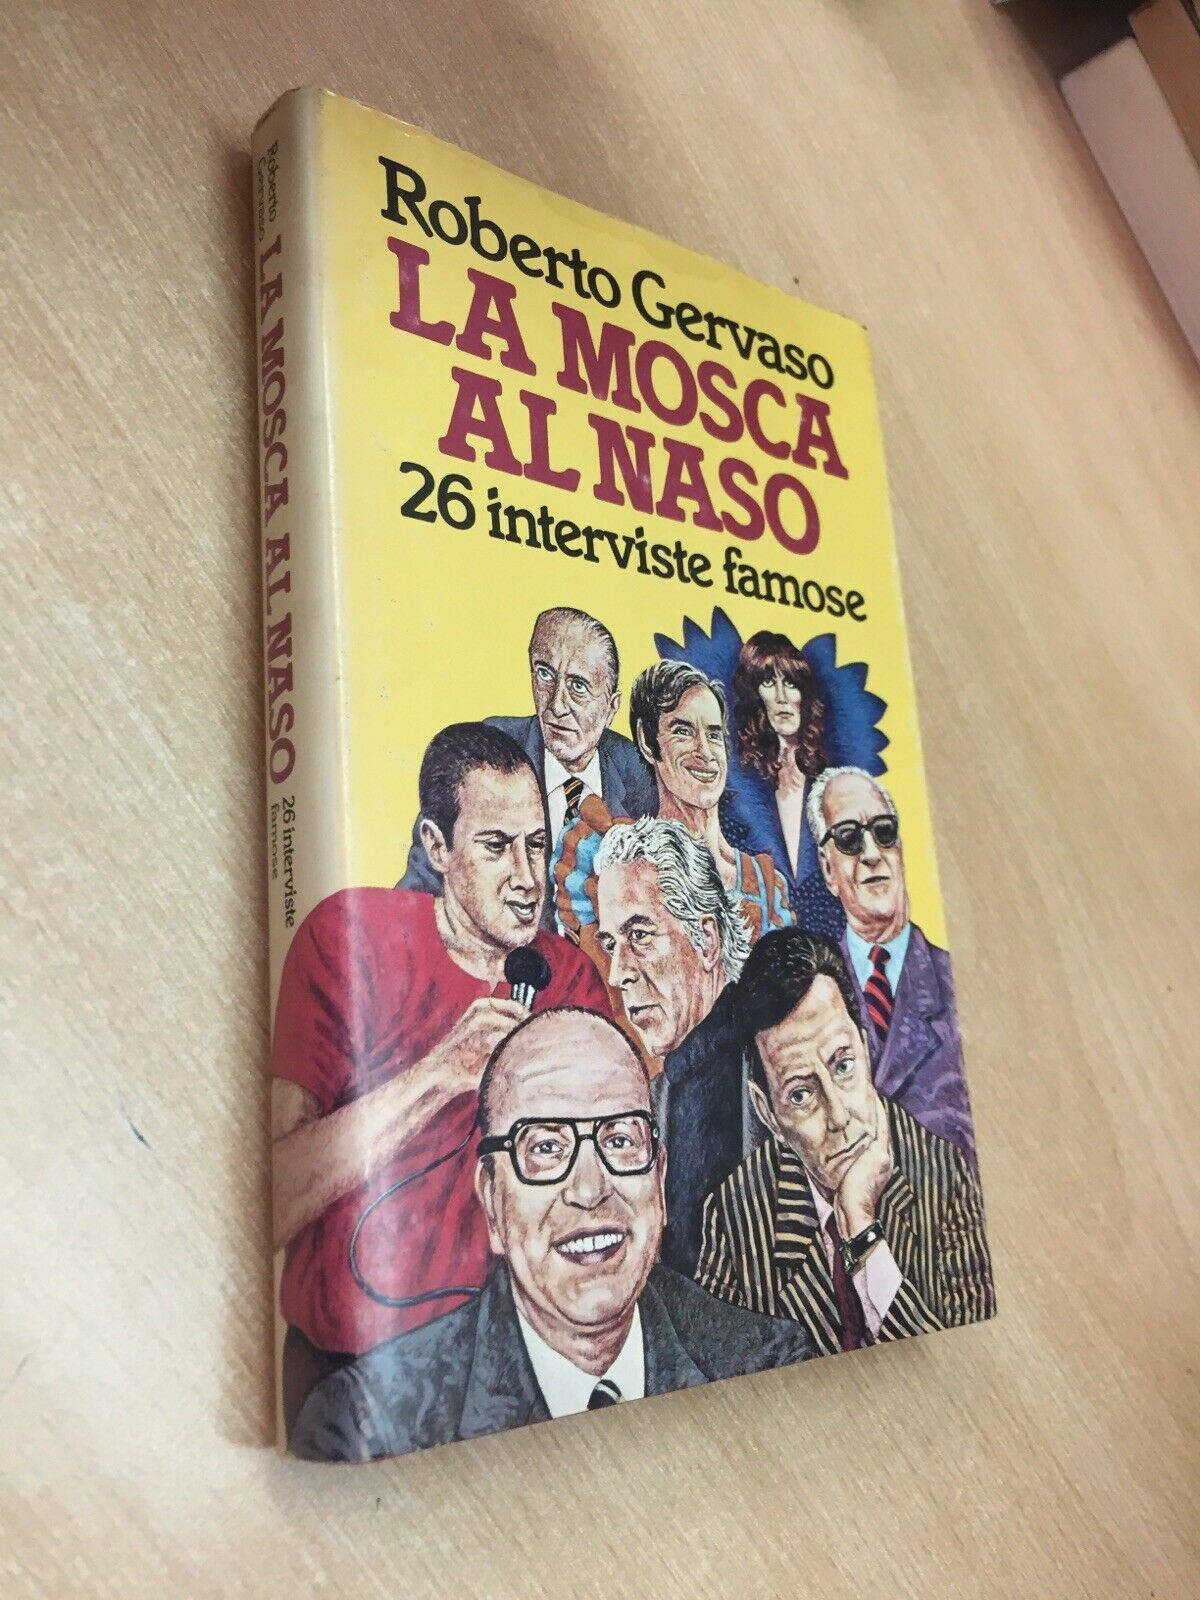 Roberto Gervaso
LA MOSCA
AL NASO
26 interviste famose
Roberto
Gervaso
LA MOSCA AL NASO
26 interviste
famose